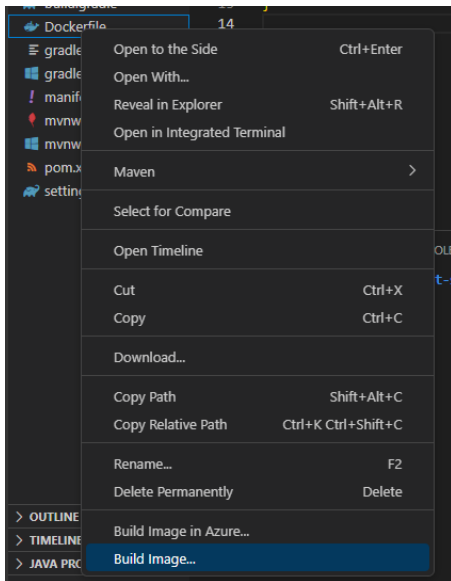 Dockerfile
14
Open to the Side Ctrl+Enter
Open With...
Reveal in Explorer Shift+Alt+R
Open in Integrated Terminal
Maven
Select for Compare
Open Timeline
Cut Ctrl+X
Copy Ctrl+C
Download...
Copy Path Shift+Alt+C
Copy Relative Path Ctrl+K Ctrl+Shift+C
Rename... F2
Delete Permanently Delete
OUTLINE
Build Image in Azure...
TIMELINE
Build Image...
JAVA PRO